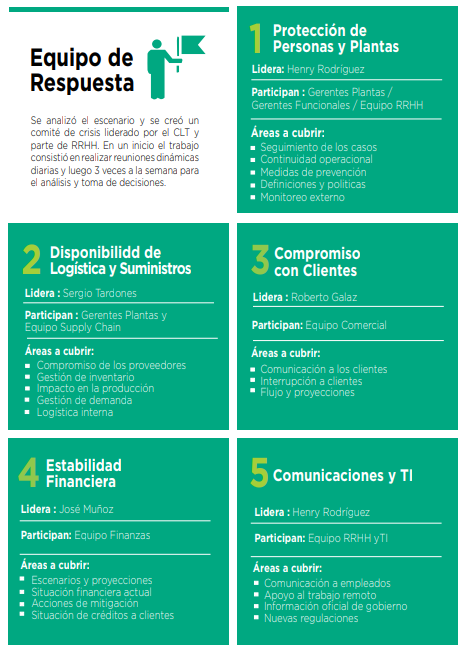 Equipo de
Respuesta
Se analizó el escenario y se creó un
comité de crisis liderado por el CLT y
parte de RRHH. En un inicio el trabajo
consistió en realizar reuniones dinámicas
diarias y luego 3 veces a la semana para
el análisis y toma de decisiones.
1 Protección de
Personas y Plantas
Lidera: Henry Rodríguez
Participan : Gerentes Plantas /
Gerentes Funcionales / Equipo RRHH
Áreas a cubrir:
Seguimiento de los casos
Continuidad operacional
Medidas de prevención
Definiciones y politicas
Monitoreo externo
2 Disponibilidd de
Logística y Suministros
Lidera : Sergio Tardones
Participan : Gerentes Plantas y
Equipo Supply Chain
Áreas a cubrir:
Compromiso de los proveedores
Gestión de inventario
Impacto en la producción
Gestión de demanda
Logística interna
3 Compromiso
con Clientes
Lidera : Roberto Galaz
Participan: Equipo Comercial
Áreas a cubrir:
Comunicación a los clientes
Interrupción a clientes
Flujo y proyecciones
4 Estabilidad
Financiera
Lidera : José Muñoz
Participan: Equipo Finanzas
Áreas a cubrir:
Escenarios y proyecciones
Situación financiera actual
Acciones de mitigación
Situación de créditos a clientes
5 Comunicaciones y TI
Lidera : Henry Rodríguez
Participan: Equipo RRHH yTI
Áreas a cubrir:
Comunicación a empleados
Apoyo al trabajo remoto
Información oficial de gobierno
Nuevas regulaciones